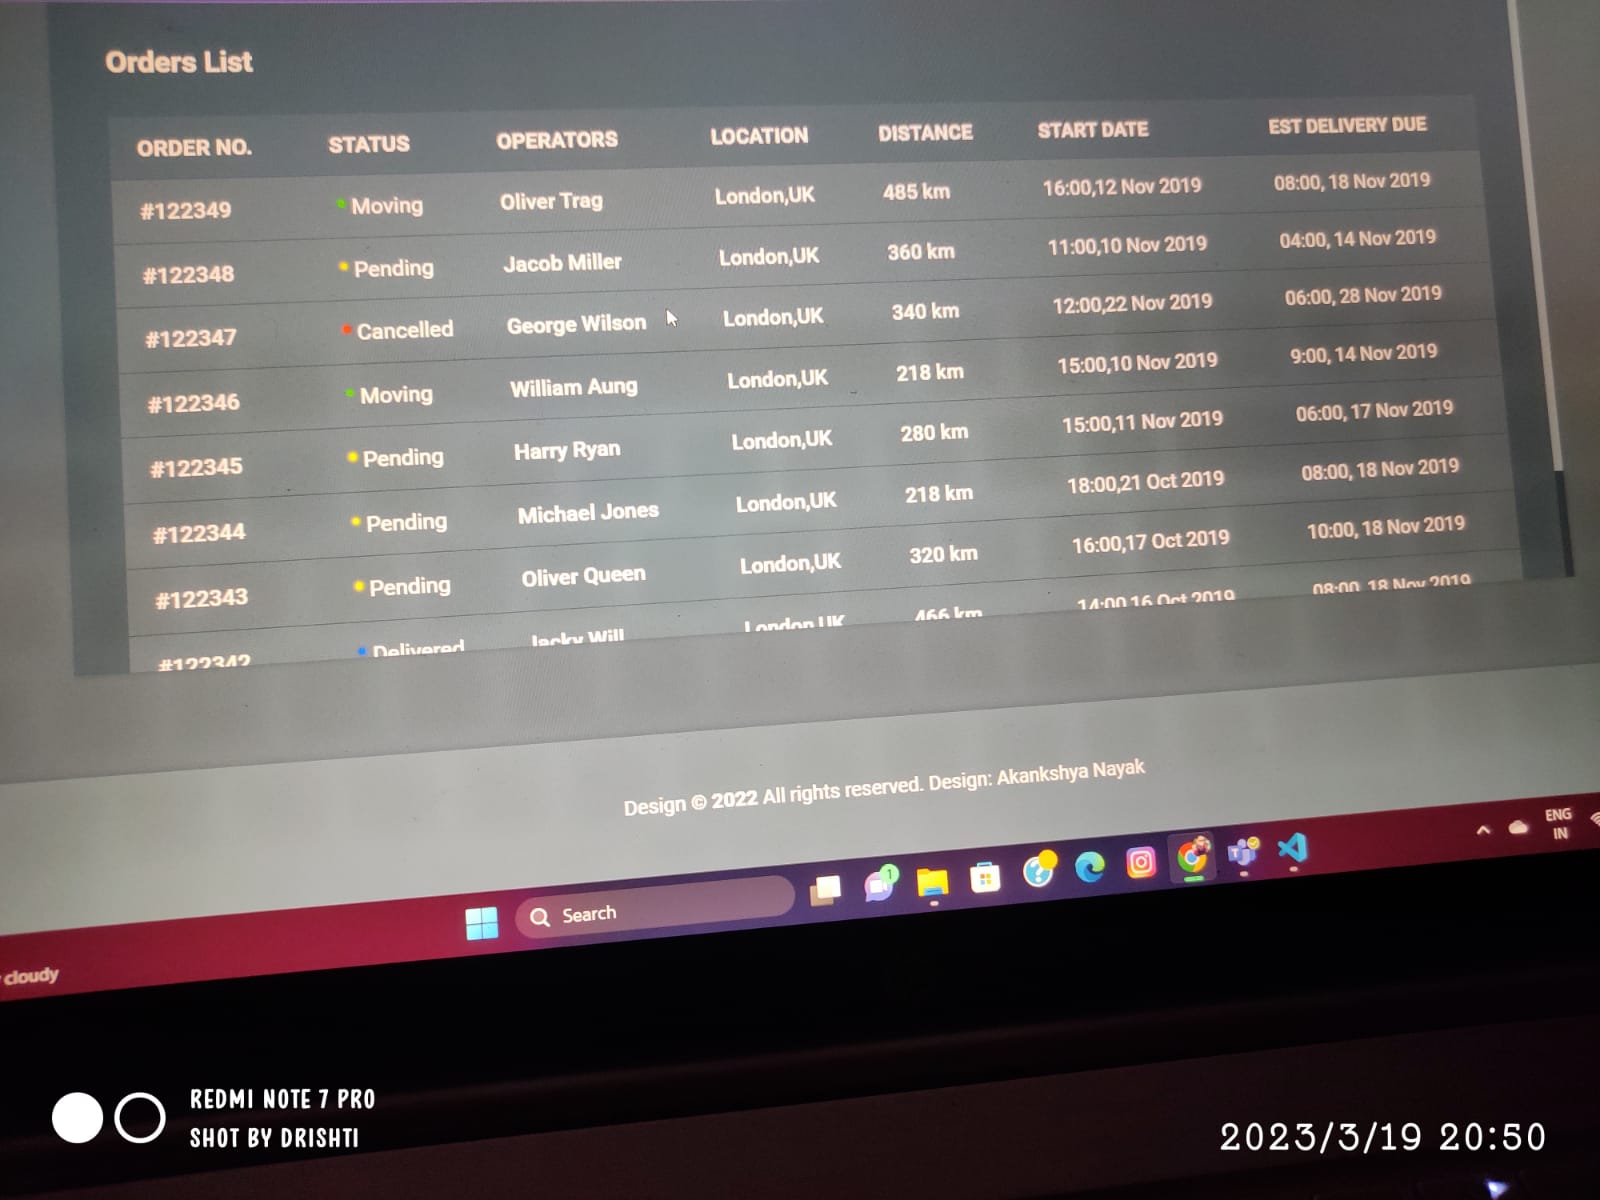 Orders List
ORDER NO. STATUS OPERATORS LOCATION DISTANCE START DATE EST DELIVERY DUE
#122349 Moving Oliver Trag London,UK 485 km 16:00,12 Nov 2019 08:00, 18 Nov 2019
#122348 Pending Jacob Miller London,UK 360 km 11:00,10 Nov 2019 04:00, 14 Nov 2019
#122347 Cancelled George Wilson London,UK 340 km 12:00,22 Nov 2019 06:00, 28 Nov 2019
#122346 Moving William Aung London,UK 218 km 15:00,10 Nov 2019 9:00, 14 Nov 2019
#122345 Pending Harry Ryan London,UK 280 km 15:00,11 Nov 2019 06:00, 17 Nov 2019
#122344 Pending Michael Jones London,UK 218 km 18:00,21 Oct 2019 08:00, 18 Nov 2019
#122343 Pending Oliver Queen London,UK 320 km 16:00,17 Oct 2019 10:00, 18 Nov 2019
#122342 Delivered Jacky Will London,UK 466 km 14:00,16 Oct 2019 08:00, 18 Nov 2019
Design © 2022 All rights reserved. Design: Akankshya Nayak
ENG
IN
1
Search
cloudy
REDMI NOTE 7 PRO
SHOT BY DRISHTI
2023/3/19 20:50